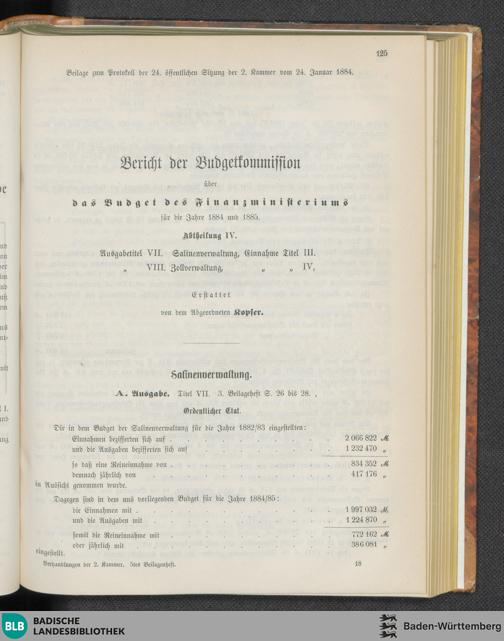 125
Beilage zum Protokoll der 24. öffentlichen Sitzung der 2. Kammer vom 24. Januar 1884.
Bericht der Budgetkommission
über
das Budget des Finanzministeriums
für die Jahre 1884 und 1885.
Abtheilung IV.
Ausgabetitel VII. Salinenverwaltung, Einnahme Titel III.
„ VIII. Zollverwaltung, „ „ IV,
Erstattet
von dem Abgeordneten Kopfer.
Salinenverwaltung.
A. Ausgabe. Titel VII. 3. Beilageheft S. 26 bis 28.
Ordentlicher Etat.
Die in dem Budget der Salinenverwaltung für die Jahre 1882/83 eingestellten:
Einnahmen bezifferten sich auf . . . . . . . . . . 2 066 822 ℳ
und die Ausgaben bezifferten sich auf . . . . . . . . . . 1 232 470 „
so daß eine Reineinnahme von . . . . . . . . . . 834 352 ℳ
demnach jährlich von . . . . . . . . . . 417 176 „
in Aussicht genommen wurde.
Dagegen sind in dem uns vorliegenden Budget für die Jahre 1884/85:
die Einnahmen mit . . . . . . . . . . 1 997 032 ℳ
und die Ausgaben mit . . . . . . . . . . 1 224 870 „
somit die Reineinnahme mit . . . . . . . . . . 772 162 ℳ
oder jährlich mit . . . . . . . . . . 386 081 „
eingestellt.
Verhandlungen der 2. Kammer. 5tes Beilagenheft. 18
BLB BADISCHE
LANDESBIBLIOTHEK
Baden-Württemberg